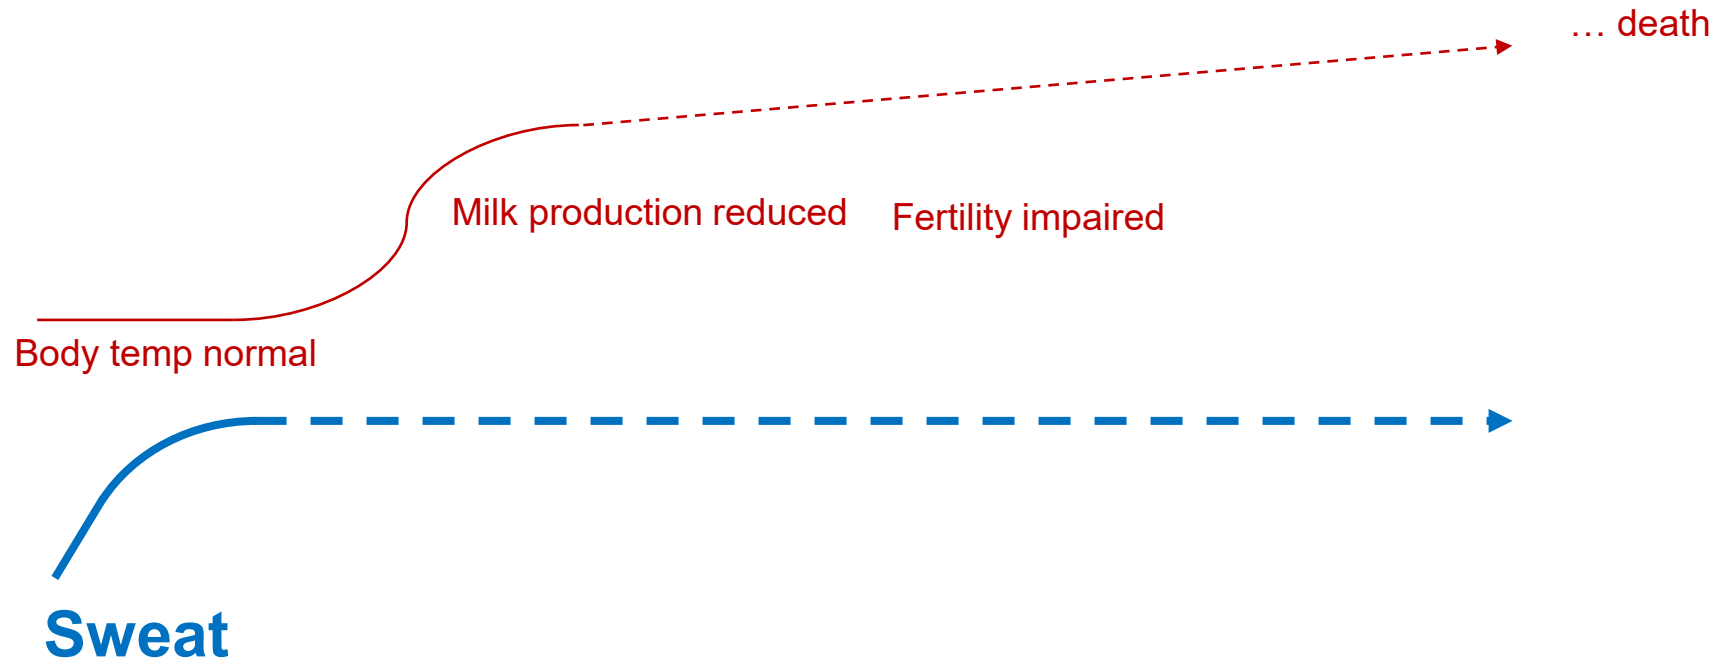 … death
Milk production reduced
Fertility impaired
Body temp normal
Sweat